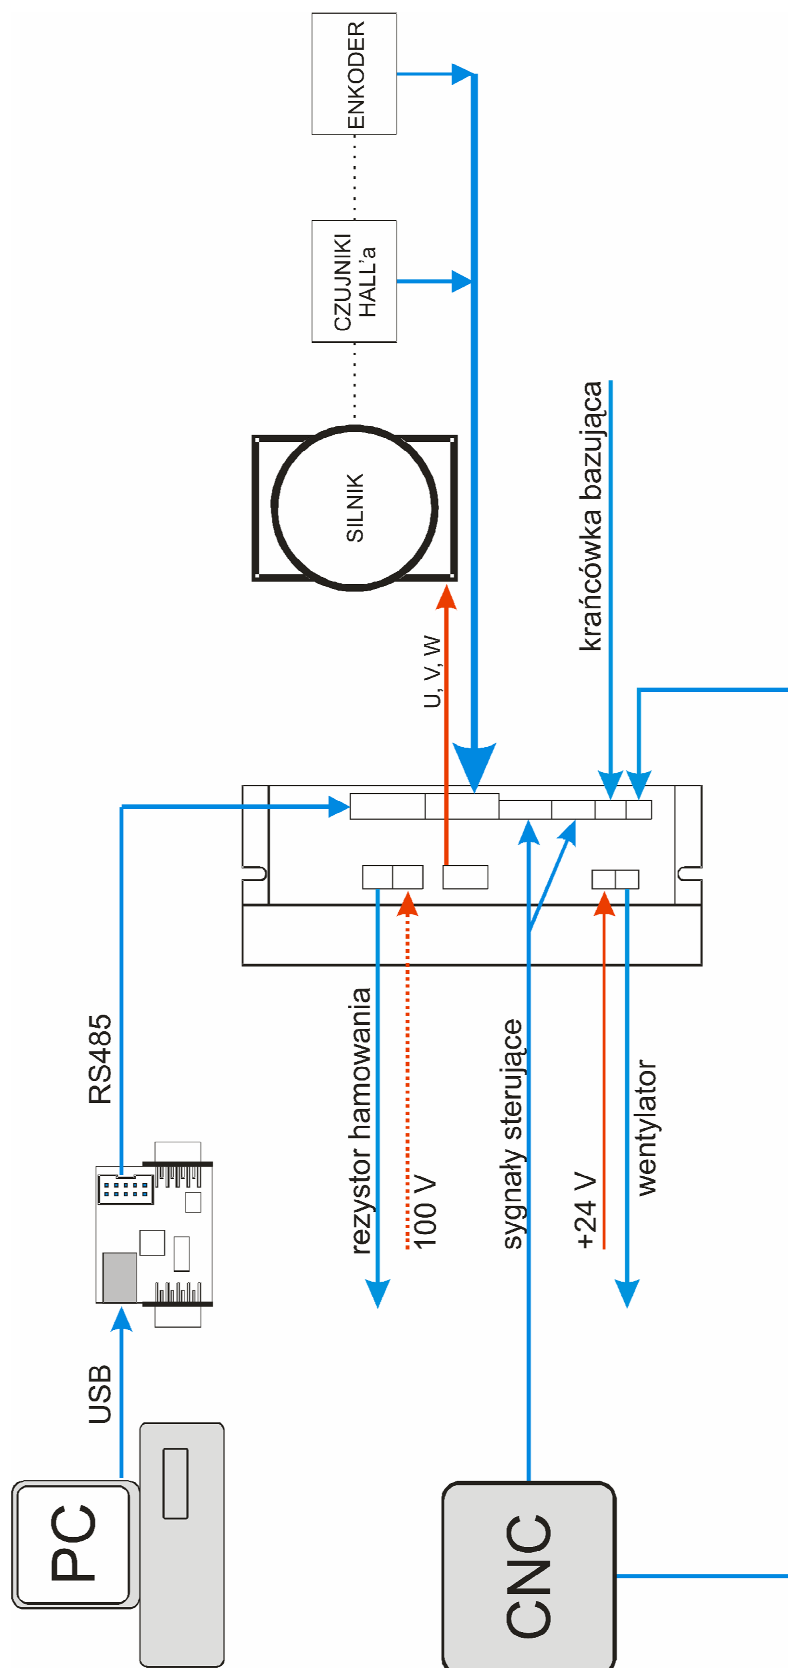 ENKODER
CZUJNIKI
HALL'a
SILNIK
krańcówka bazująca
U, V, W
RS485
rezystor hamowania
100 V
sygnały sterujące
+24 V
wentylator
USB
PC
CNC